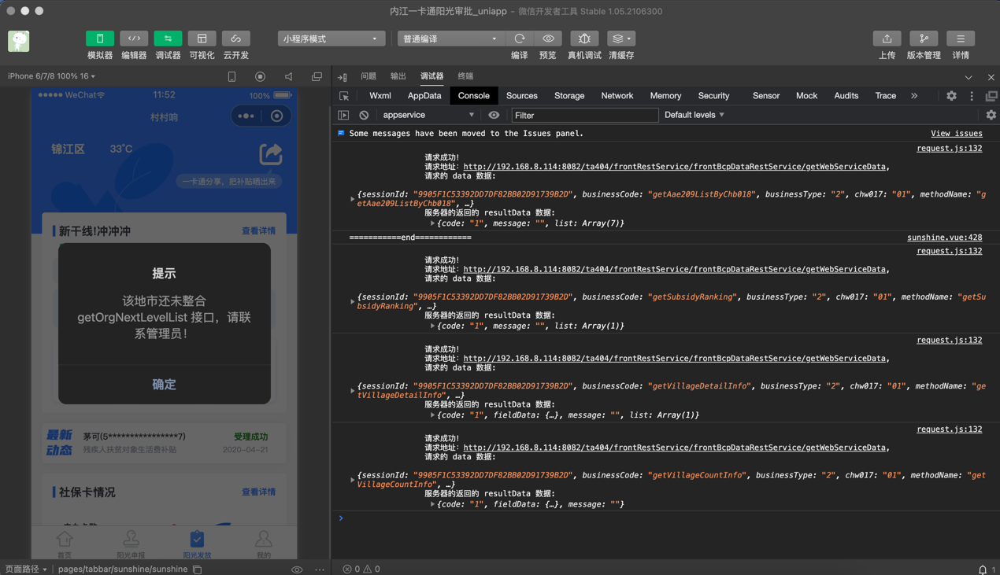 内江一卡通阳光审批_uniapp - 微信开发者工具 Stable 1.05.2106300
小程序模式
普通编译
模拟器 编辑器 调试器 可视化 云开发
编译 预览 真机调试 清缓存
上传 版本管理 详情
iPhone 6/7/8 100% 16
WeChat 11:52 100%
村村响
锦江区 33℃
一卡通分享，把补贴晒出来
新干线!冲冲冲 查看详情
提示
该地市还未整合
getOrgNextLevelList 接口，请联
系管理员！
确定
最新
动态
茅可(5****************7) 受理成功
残疾人扶贫对象生活费补贴 2020-04-21
社保卡情况 查看详情
首页 阳光申报 阳光发放 我的
页面路径 pages/tabbar/sunshine/sunshine
问题 输出 调试器 终端
Wxml AppData Console Sources Storage Network Memory Security Sensor Mock Audits Trace
appservice Filter Default levels
Some messages have been moved to the Issues panel. View issues
request.js:132
请求成功!
请求地址: http://192.168.8.114:8082/ta404/frontRestService/frontBcpDataRestService/getWebServiceData,
请求的 data 数据:
{sessionId: "9905F1C53392DD7DF82BB02D91739B2D", businessCode: "getAae209ListByChb018", businessType: "2", chw017: "01", methodName: "g
etAae209ListByChb018", …}
服务器的返回的 resultData 数据:
{code: "1", message: "", list: Array(7)}
===========end============ sunshine.vue:428
request.js:132
请求成功!
请求地址: http://192.168.8.114:8082/ta404/frontRestService/frontBcpDataRestService/getWebServiceData,
请求的 data 数据:
{sessionId: "9905F1C53392DD7DF82BB02D91739B2D", businessCode: "getSubsidyRanking", businessType: "2", chw017: "01", methodName: "getSu
bsidyRanking", …}
服务器的返回的 resultData 数据:
{code: "1", message: "", list: Array(1)}
request.js:132
请求成功!
请求地址: http://192.168.8.114:8082/ta404/frontRestService/frontBcpDataRestService/getWebServiceData,
请求的 data 数据:
{sessionId: "9905F1C53392DD7DF82BB02D91739B2D", businessCode: "getVillageDetailInfo", businessType: "2", chw017: "01", methodName: "ge
tVillageDetailInfo", …}
服务器的返回的 resultData 数据:
{code: "1", fieldData: {…}, message: "", list: Array(1)}
request.js:132
请求成功!
请求地址: http://192.168.8.114:8082/ta404/frontRestService/frontBcpDataRestService/getWebServiceData,
请求的 data 数据:
{sessionId: "9905F1C53392DD7DF82BB02D91739B2D", businessCode: "getVillageCountInfo", businessType: "2", chw017: "01", methodName: "get
VillageCountInfo", …}
服务器的返回的 resultData 数据:
{code: "1", fieldData: {…}, message: ""}
0 0
1